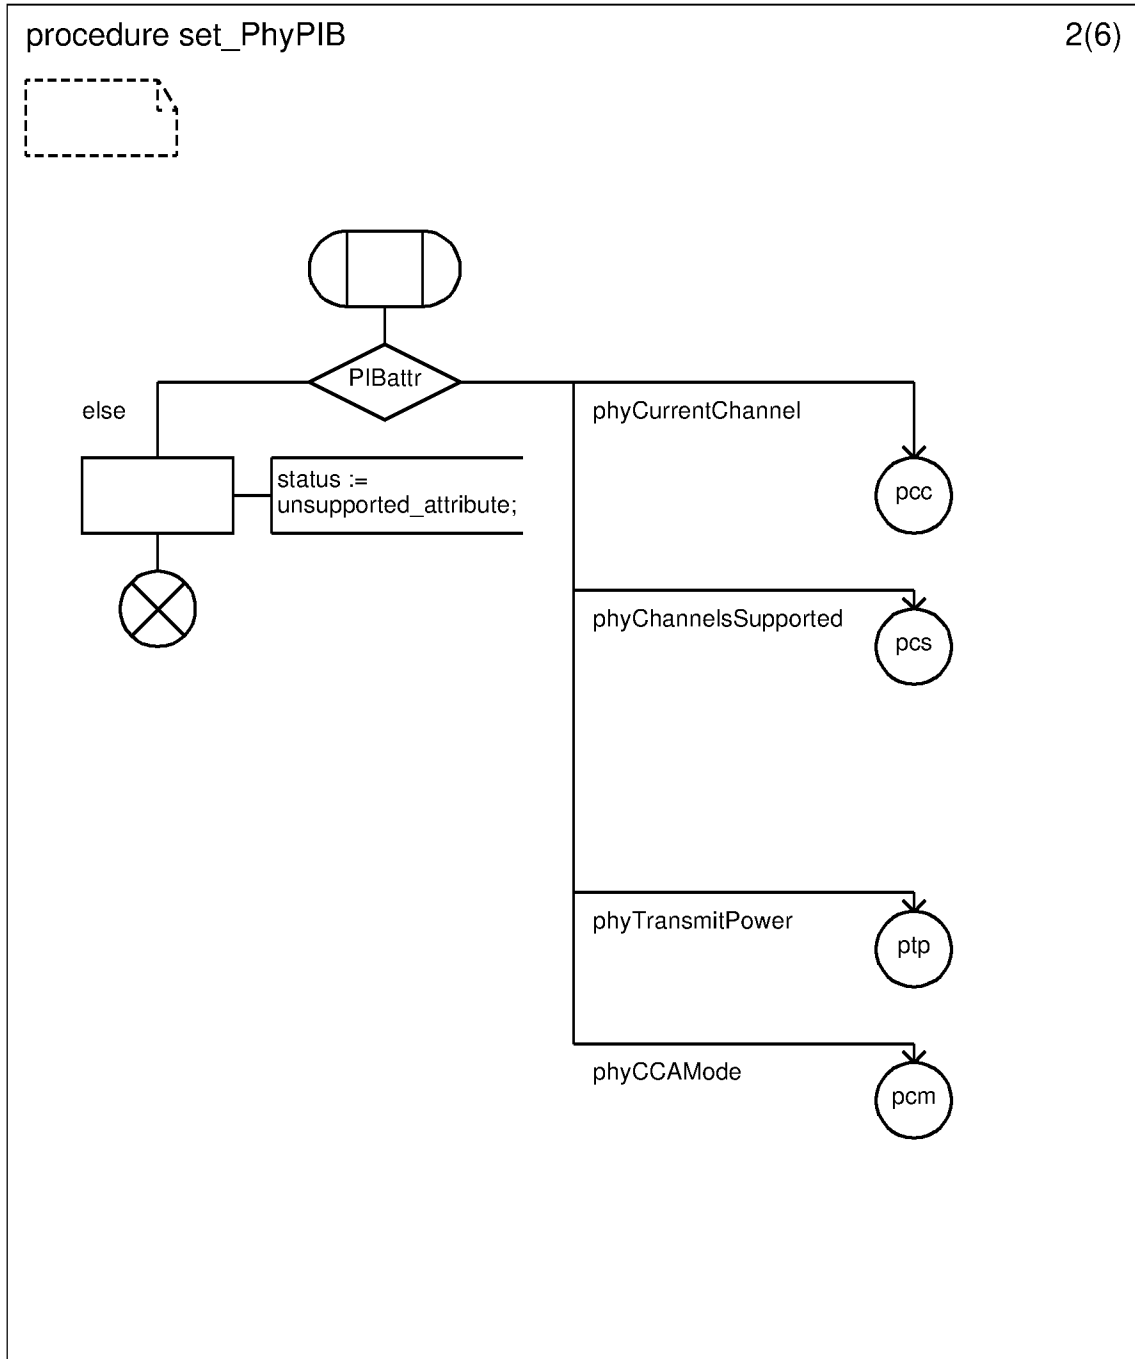 procedure set_PhyPIB
2(6)
PIBattr
else
phyCurrentChannel
status :=
unsupported_attribute;
pcc
phyChannelsSupported
pcs
phyTransmitPower
ptp
phyCCAMode
pcm